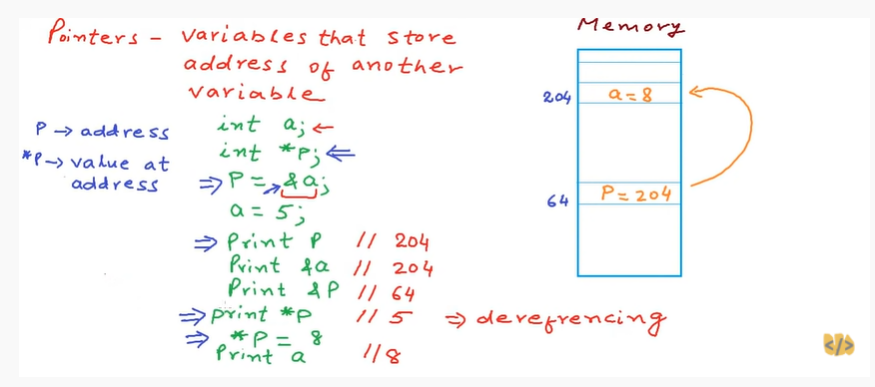 Pointers - variables that store
address of another
variable
P → address
*P → value at
address
int a; ←
int *P; ⇐
⇒ P = &a;
a = 5;
⇒ Print P // 204
Print &a // 204
Print &P // 64
⇒ print *P // 5 ⇒ derefrencing
⇒ *P = 8
Print a //8
Memory
204 a=8
64 P=204
</>